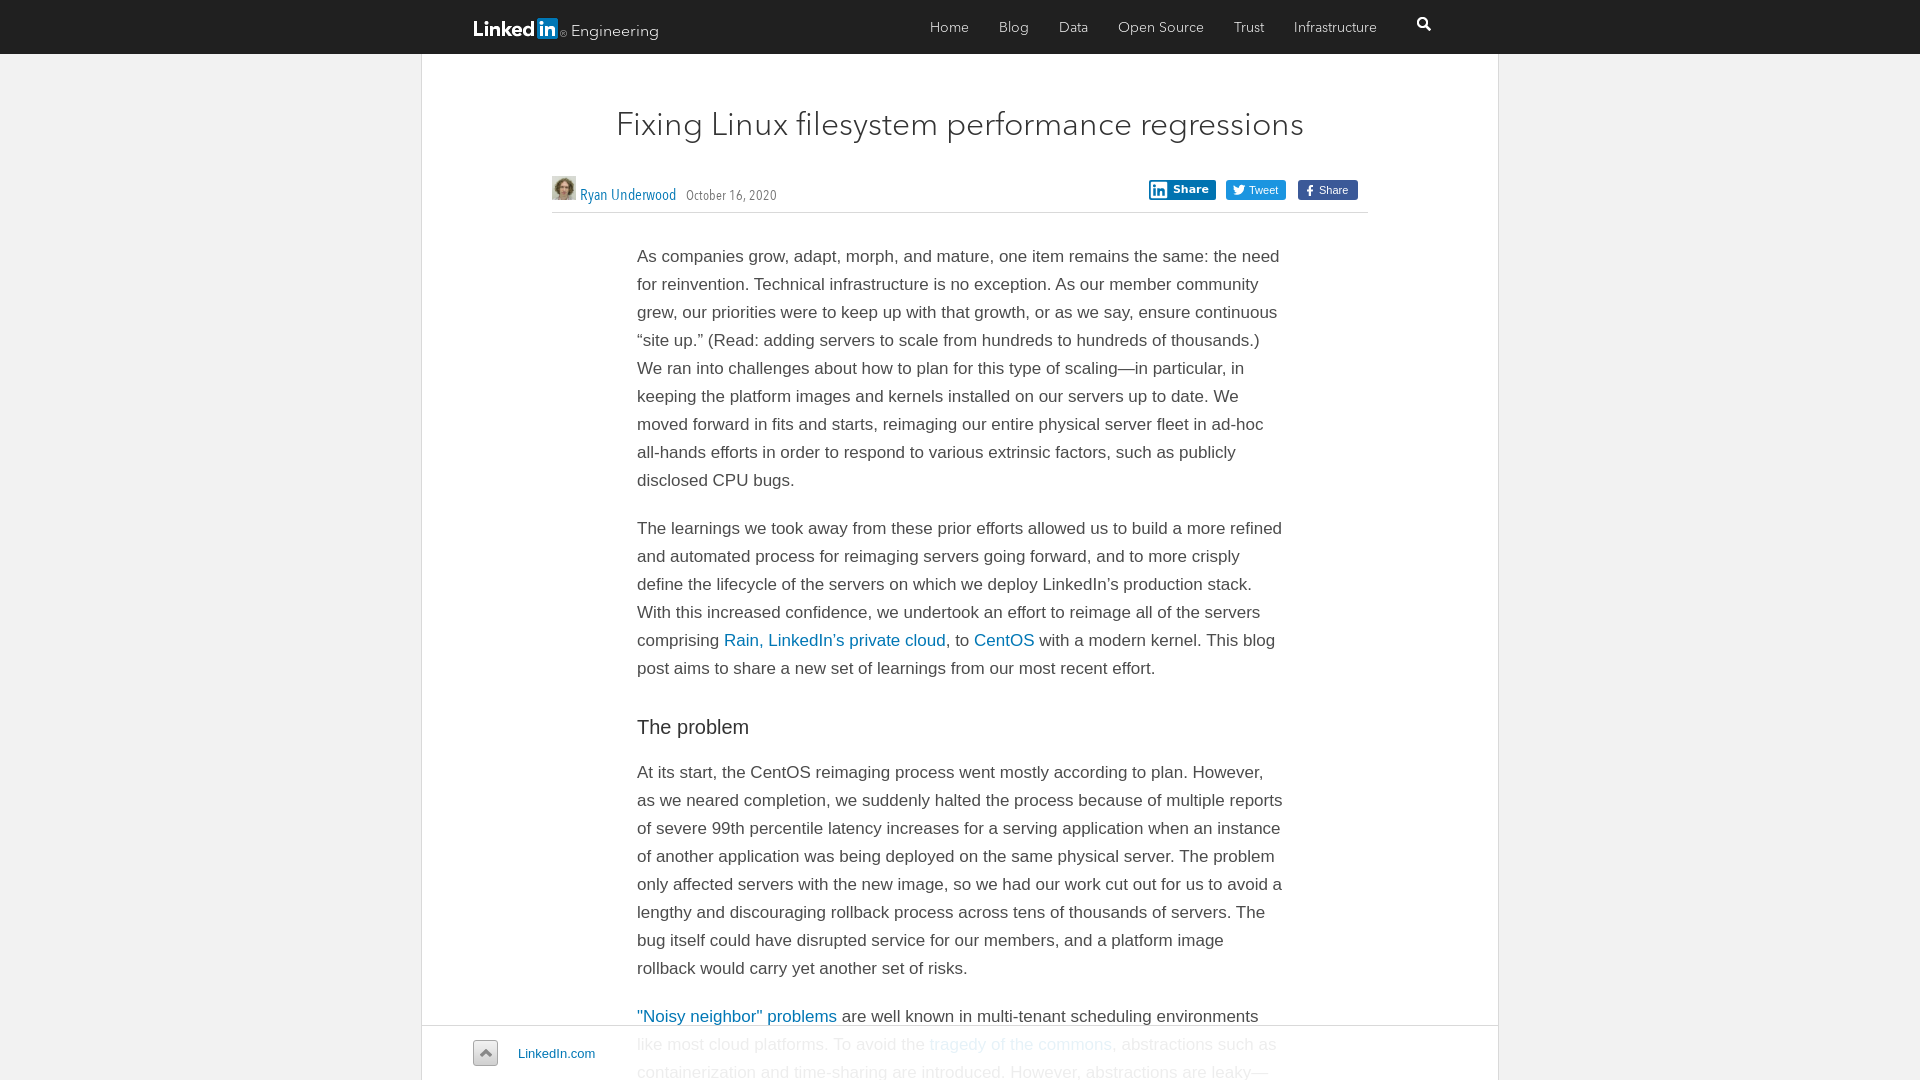 Linked in ® Engineering
Home Blog Data Open Source Trust Infrastructure
Fixing Linux filesystem performance regressions
Ryan Underwood October 16, 2020
Share Tweet Share
As companies grow, adapt, morph, and mature, one item remains the same: the need
for reinvention. Technical infrastructure is no exception. As our member community
grew, our priorities were to keep up with that growth, or as we say, ensure continuous
“site up.” (Read: adding servers to scale from hundreds to hundreds of thousands.)
We ran into challenges about how to plan for this type of scaling—in particular, in
keeping the platform images and kernels installed on our servers up to date. We
moved forward in fits and starts, reimaging our entire physical server fleet in ad-hoc
all-hands efforts in order to respond to various extrinsic factors, such as publicly
disclosed CPU bugs.
The learnings we took away from these prior efforts allowed us to build a more refined
and automated process for reimaging servers going forward, and to more crisply
define the lifecycle of the servers on which we deploy LinkedIn’s production stack.
With this increased confidence, we undertook an effort to reimage all of the servers
comprising Rain, LinkedIn’s private cloud, to CentOS with a modern kernel. This blog
post aims to share a new set of learnings from our most recent effort.
The problem
At its start, the CentOS reimaging process went mostly according to plan. However,
as we neared completion, we suddenly halted the process because of multiple reports
of severe 99th percentile latency increases for a serving application when an instance
of another application was being deployed on the same physical server. The problem
only affected servers with the new image, so we had our work cut out for us to avoid a
lengthy and discouraging rollback process across tens of thousands of servers. The
bug itself could have disrupted service for our members, and a platform image
rollback would carry yet another set of risks.
"Noisy neighbor" problems are well known in multi-tenant scheduling environments
like most cloud platforms. To avoid the tragedy of the commons, abstractions such as
LinkedIn.com
containerization and time-sharing are introduced. However, abstractions are leaky—